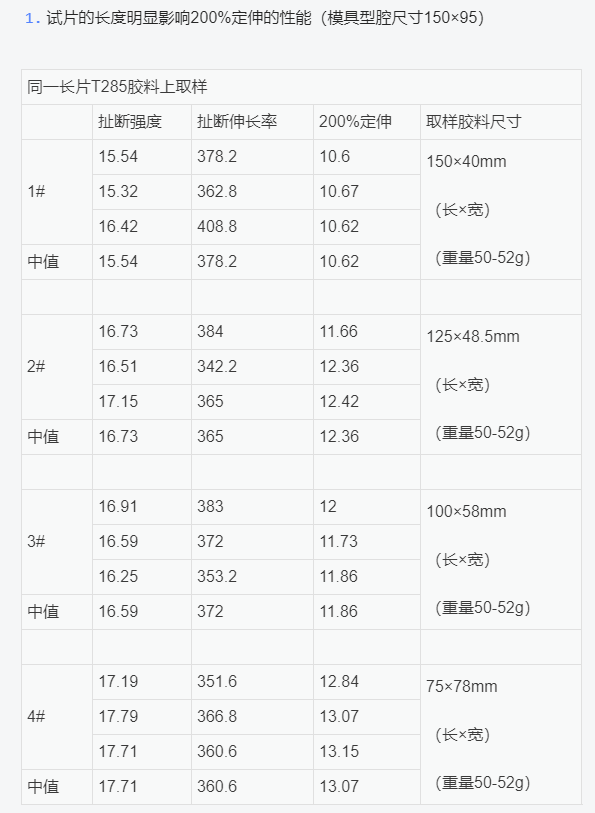 1. 试片的长度明显影响200%定伸的性能（模具型腔尺寸150×95）
同一长片T285胶料上取样
扯断强度 扯断伸长率 200%定伸 取样胶料尺寸
1#
15.54 378.2 10.6
15.32 362.8 10.67
16.42 408.8 10.62
150×40mm
（长×宽）
（重量50-52g）
中值 15.54 378.2 10.62
2#
16.73 384 11.66
16.51 342.2 12.36
17.15 365 12.42
125×48.5mm
（长×宽）
（重量50-52g）
中值 16.73 365 12.36
3#
16.91 383 12
16.59 372 11.73
16.25 353.2 11.86
100×58mm
（长×宽）
（重量50-52g）
中值 16.59 372 11.86
4#
17.19 351.6 12.84
17.79 366.8 13.07
17.71 360.6 13.15
75×78mm
（长×宽）
（重量50-52g）
中值 17.71 360.6 13.07